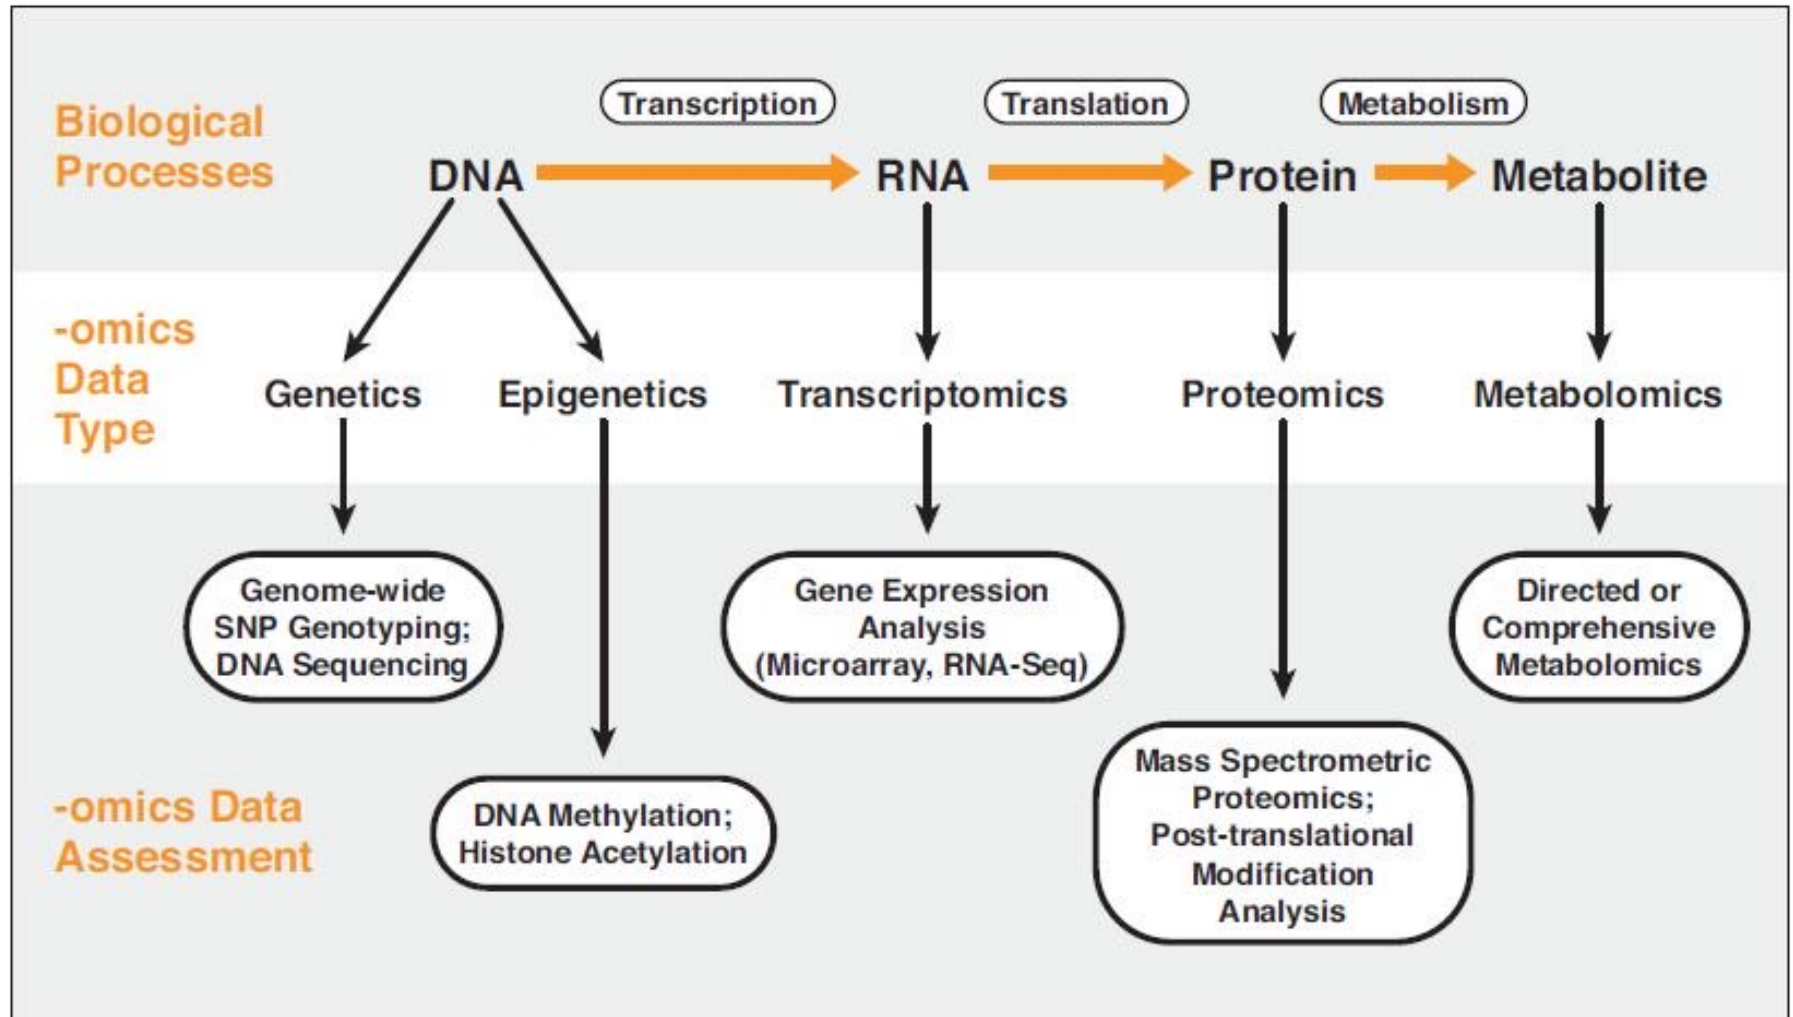 Transcription
Translation
Metabolism
Biological
Processes
DNA
RNA
Protein
Metabolite
-omics
Data
Type
Genetics
Epigenetics
Transcriptomics
Proteomics
Metabolomics
Genome-wide
SNP Genotyping;
DNA Sequencing
Gene Expression
Analysis
(Microarray, RNA-Seq)
Directed or
Comprehensive
Metabolomics
-omics Data
Assessment
DNA Methylation;
Histone Acetylation
Mass Spectrometric
Proteomics;
Post-translational
Modification
Analysis